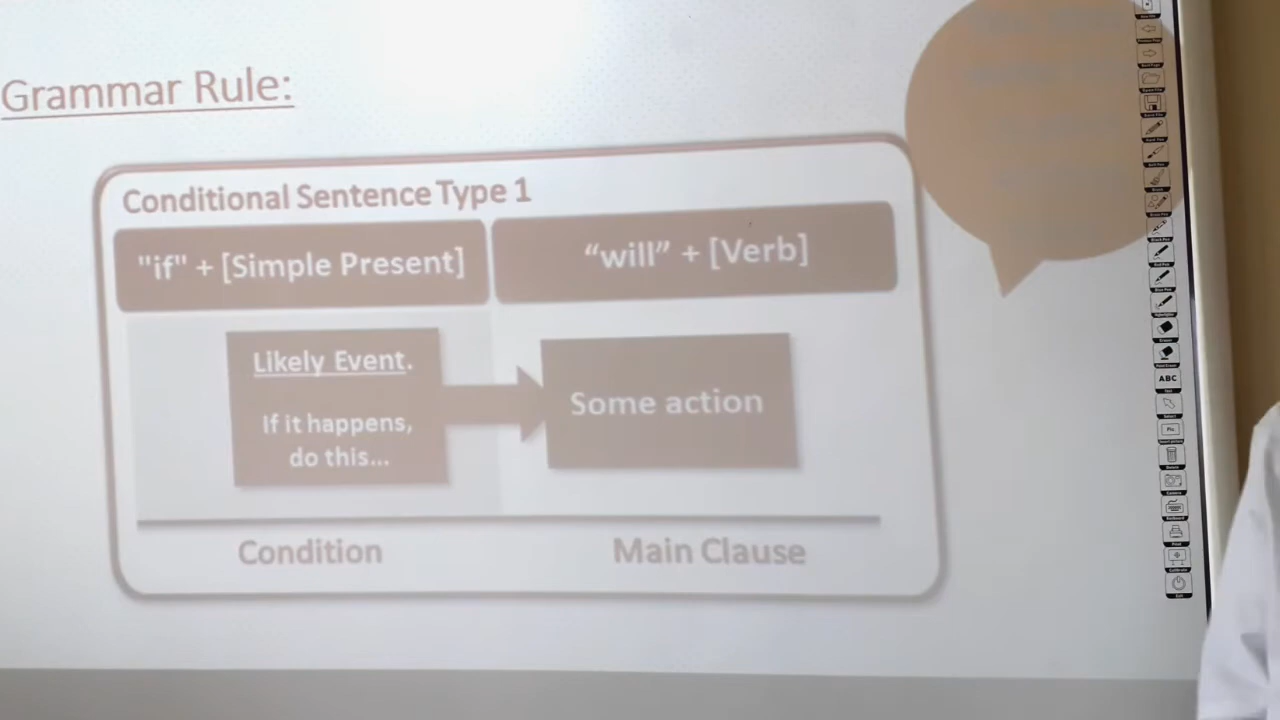 Grammar Rule:
Conditional Sentence Type 1
"if" + [Simple Present]
“will” + [Verb]
Likely Event.
If it happens,
do this...
Some action
Condition
Main Clause
ABC